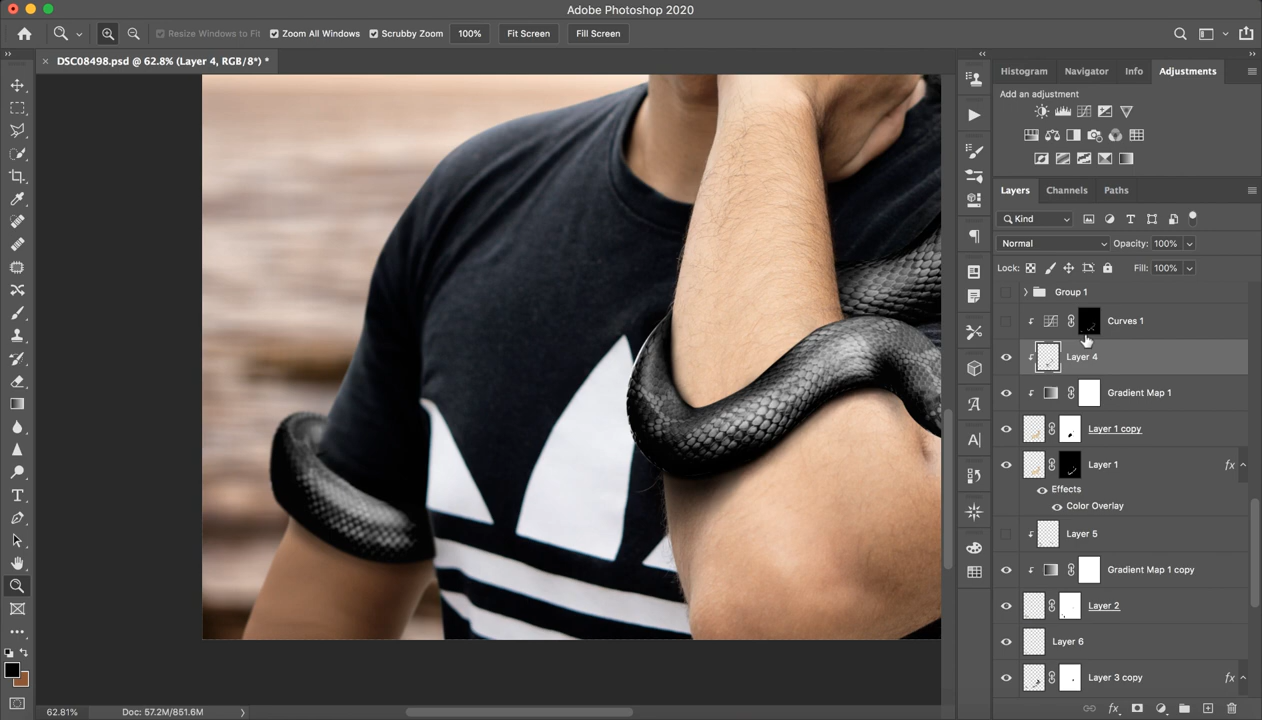 Adobe Photoshop 2020
Resize Windows to Fit Zoom All Windows Scrubby Zoom 100% Fit Screen Fill Screen
DSC08498.psd @ 62.8% (Layer 4, RGB/8*) *
Histogram Navigator Info Adjustments
Add an adjustment
Layers Channels Paths
Kind
Normal Opacity: 100%
Lock: Fill: 100%
Group 1
Curves 1
Layer 4
Gradient Map 1
Layer 1 copy
Layer 1 fx
Effects
Color Overlay
Layer 5
Gradient Map 1 copy
Layer 2
Layer 6
Layer 3 copy fx
62.81% Doc: 57.2M/851.6M
fx